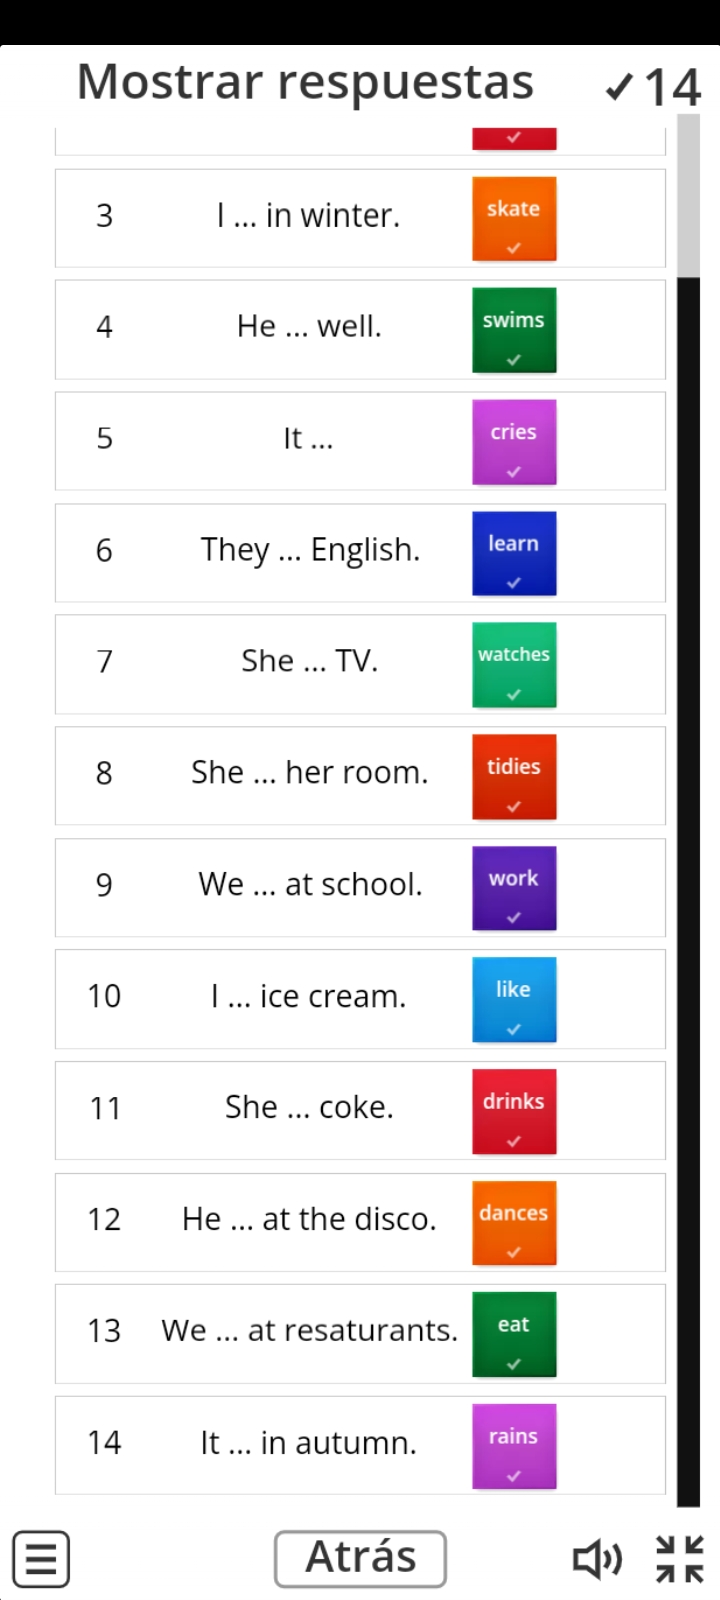 Mostrar respuestas ✓14
3 I ... in winter. skate
4 He ... well. swims
5 It ... cries
6 They ... English. learn
7 She ... TV. watches
8 She ... her room. tidies
9 We ... at school. work
10 I ... ice cream. like
11 She ... coke. drinks
12 He ... at the disco. dances
13 We ... at resaturants. eat
14 It ... in autumn. rains
Atrás